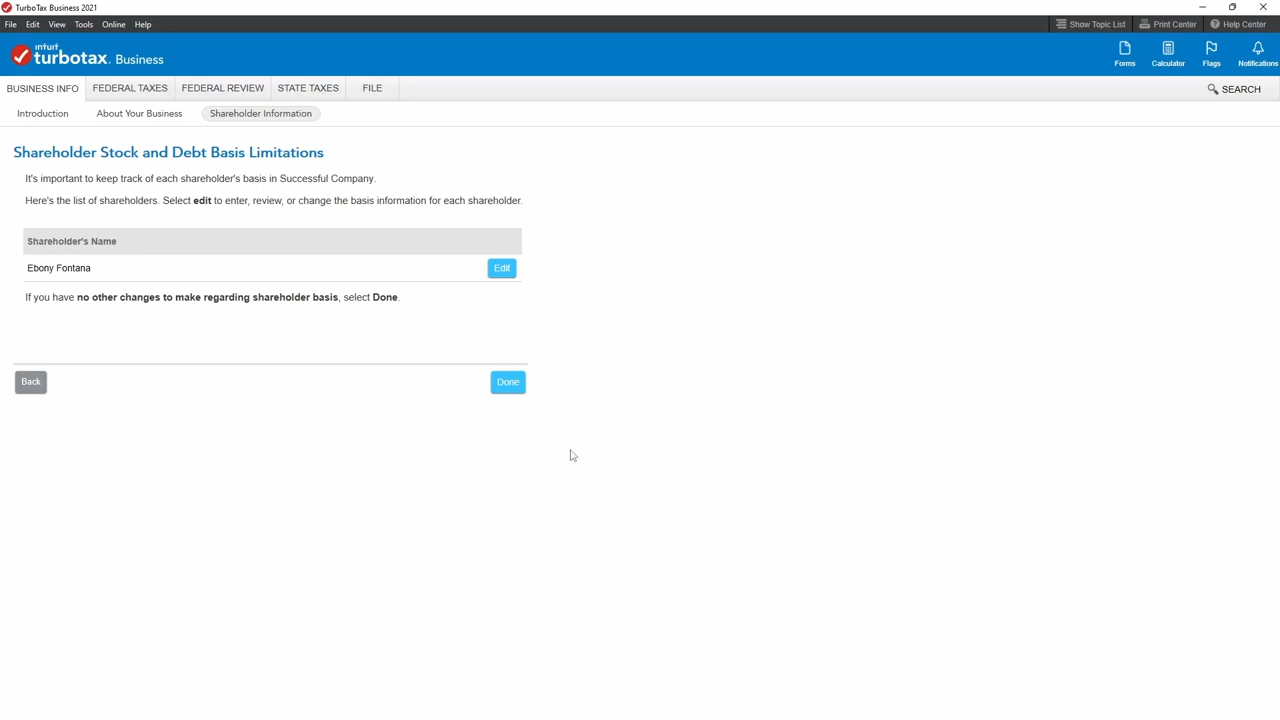 TurboTax Business 2021
File Edit View Tools Online Help Show Topic List Print Center Help Center
intuit
turbotax. Business
Forms Calculator Flags Notifications
BUSINESS INFO FEDERAL TAXES FEDERAL REVIEW STATE TAXES FILE SEARCH
Introduction About Your Business Shareholder Information
Shareholder Stock and Debt Basis Limitations
It's important to keep track of each shareholder's basis in Successful Company.
Here's the list of shareholders. Select edit to enter, review, or change the basis information for each shareholder.
Shareholder's Name
Ebony Fontana Edit
If you have no other changes to make regarding shareholder basis, select Done.
Back Done